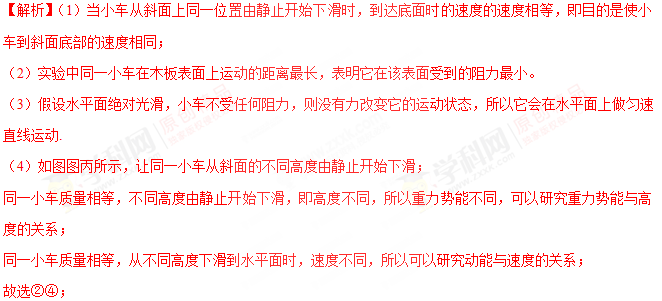 【解析】(1)当小车从斜面上同一位置由静止开始下滑时，到达底面时的速度的速度相等，即目的是使小
车到斜面底部的速度相同；
(2)实验中同一小车在木板表面上运动的距离最长，表明它在该表面受到的阻力最小。
(3)假设水平面绝对光滑，小车不受任何阻力，则没有力改变它的运动状态，所以它会在水平面上做匀速
直线运动.
(4)如图图丙所示，让同一小车从斜面的不同高度由静止开始下滑；
同一小车质量相等，不同高度由静止开始下滑，即高度不同，所以重力势能不同，可以研究重力势能与高
度的关系；
同一小车质量相等，从不同高度下滑到水平面时，速度不同，所以可以研究动能与速度的关系；
故选②④；